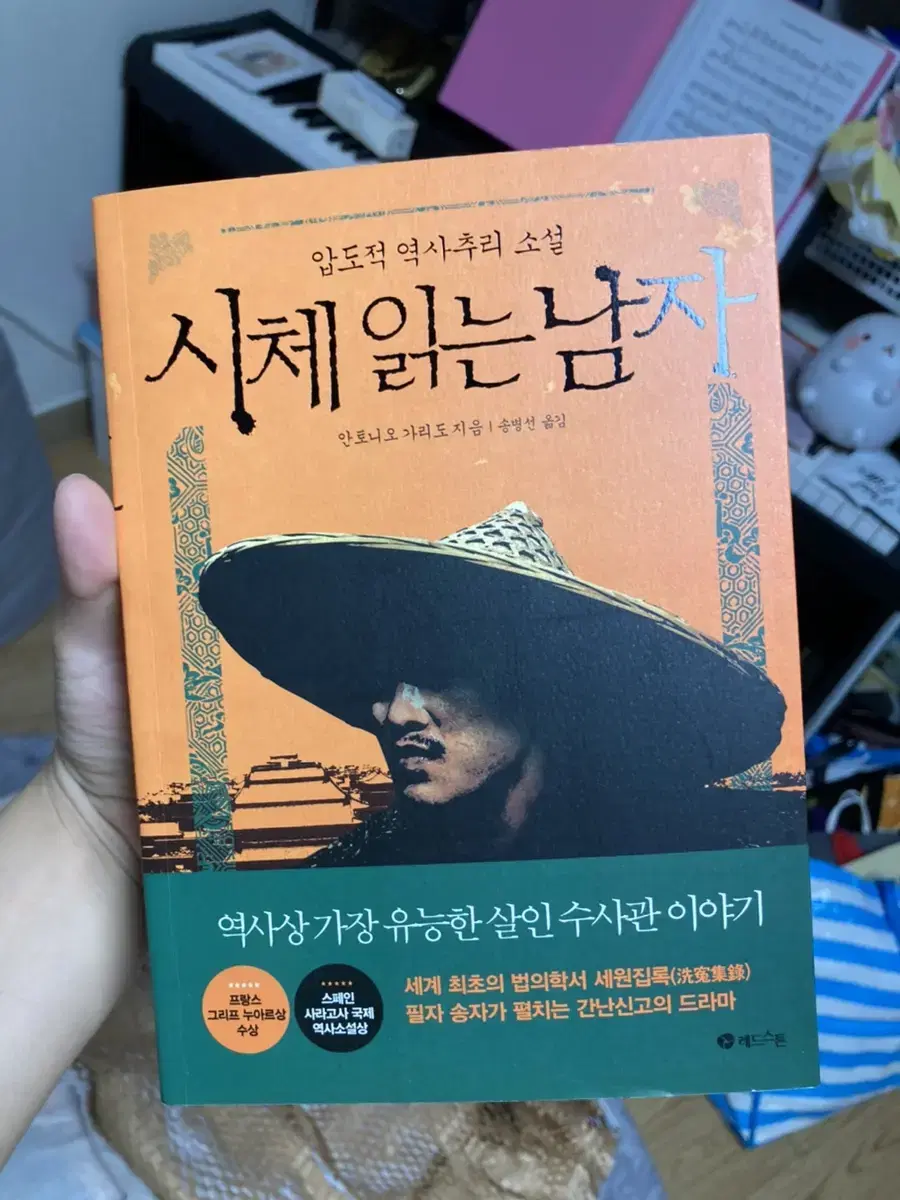 압도적 역사추리 소설
시체 읽는 남자
안토니오 가리도 지음 | 송병선 옮김
역사상 가장 유능한 살인 수사관 이야기
프랑스
그리프 누아르상
수상
스페인
사라고사 국제
역사소설상
세계 최초의 법의학서 세원집록(洗寃集錄)
필자 송자가 펼치는 간난신고의 드라마
레드스톤